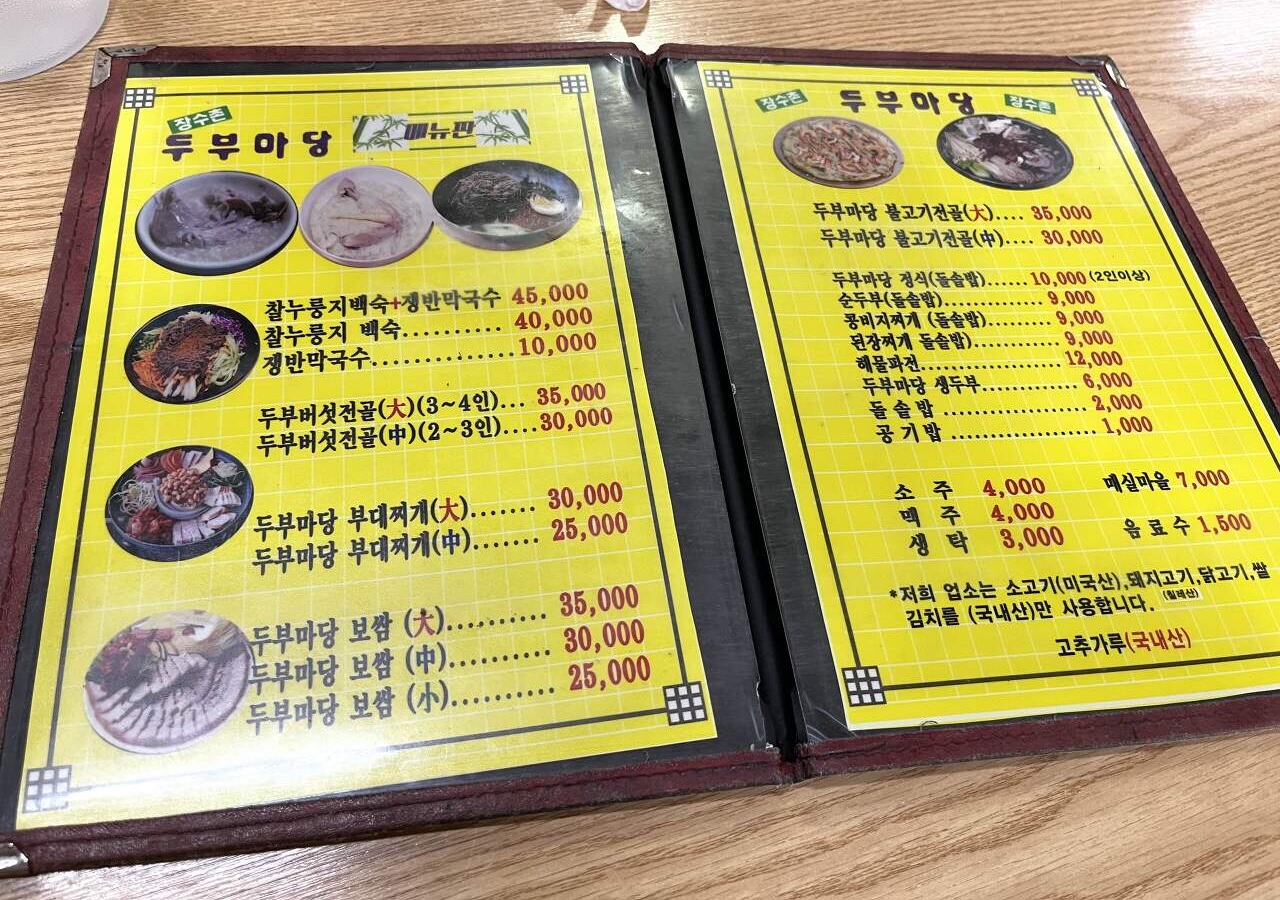 장수촌
두부마당 메뉴판
찰누룽지백숙+쟁반막국수 45,000
찰누룽지 백숙.......... 40,000
쟁반막국수...............10,000
두부버섯전골(大)(3~4인)... 35,000
두부버섯전골(中)(2~3인)....30,000
두부마당 부대찌개(大)....... 30,000
두부마당 부대찌개(中)....... 25,000
두부마당 보쌈 (大).......... 35,000
두부마당 보쌈 (中).......... 30,000
두부마당 보쌈 (小).......... 25,000
장수촌 두부마당 장수촌
두부마당 불고기전골(大).... 35,000
두부마당 불고기전골(中).... 30,000
두부마당 정식(돌솥밥)...... 10,000 (2인이상)
순두부(돌솥밥)............... 9,000
콩비지찌개 (돌솥밥)......... 9,000
된장찌개 돌솥밥)............ 9,000
해물파전.................... 12,000
두부마당 생두부.............. 6,000
돌솔밥 .................... 2,000
공기밥 .................... 1,000
소 주 4,000 매실마을 7,000
맥 주 4,000
생 탁 3,000 음료수 1,500
*저희 업소는 소고기(미국산),돼지고기,닭고기,쌀
(칠레산)
김치를 (국내산)만 사용합니다.
고추가루(국내산)